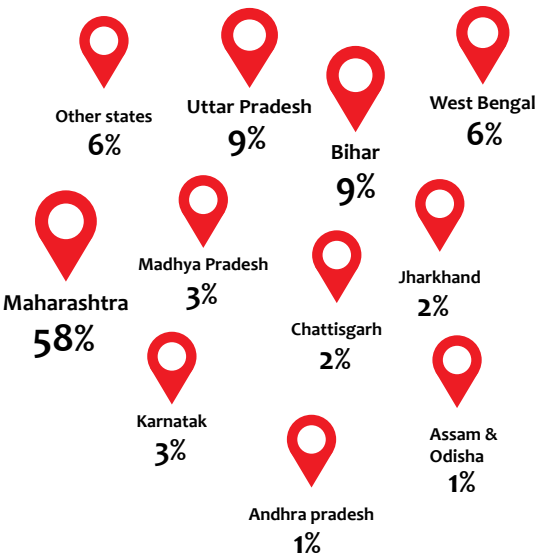 Other states
6%
Uttar Pradesh
9%
Bihar
9%
West Bengal
6%
Maharashtra
58%
Madhya Pradesh
3%
Chattisgarh
2%
Jharkhand
2%
Karnatak
3%
Andhra pradesh
1%
Assam &
Odisha
1%